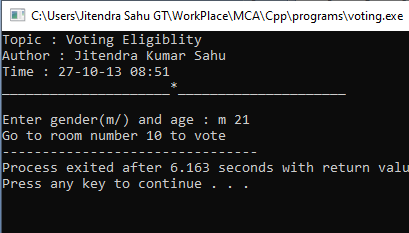 C:\Users\Jitendra Sahu GT\WorkPlace\MCA\Cpp\programs\voting.exe
Topic : Voting Eligiblity
Author : Jitendra Kumar Sahu
Time : 27-10-13 08:51
_____________________*_____________________
Enter gender(m/) and age : m 21
Go to room number 10 to vote
--------------------------------
Process exited after 6.163 seconds with return valu
Press any key to continue . . .